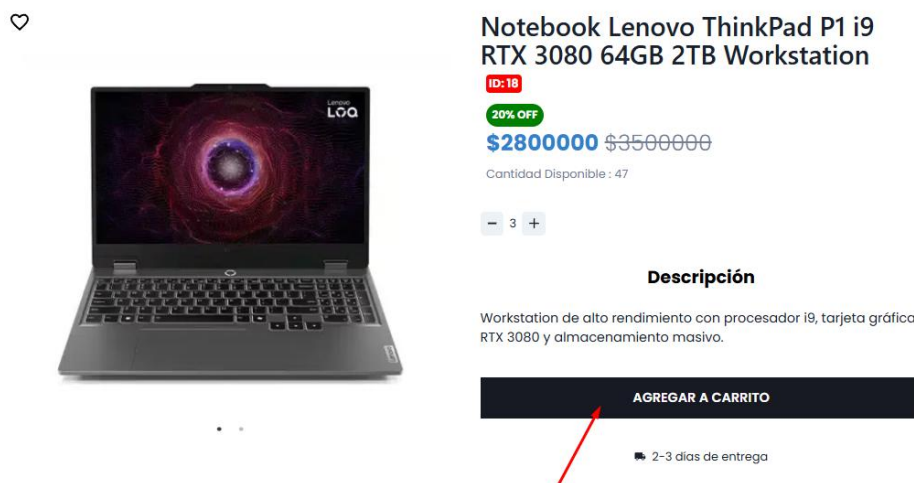 Notebook Lenovo ThinkPad P1 i9
RTX 3080 64GB 2TB Workstation
ID: 18
20% OFF
$2800000 $3500000
Cantidad Disponible : 47
- 3 +
Descripción
Workstation de alto rendimiento con procesador i9, tarjeta gráfica
RTX 3080 y almacenamiento masivo.
AGREGAR A CARRITO
2-3 dias de entrega
Lenovo
LOQ
Lenovo